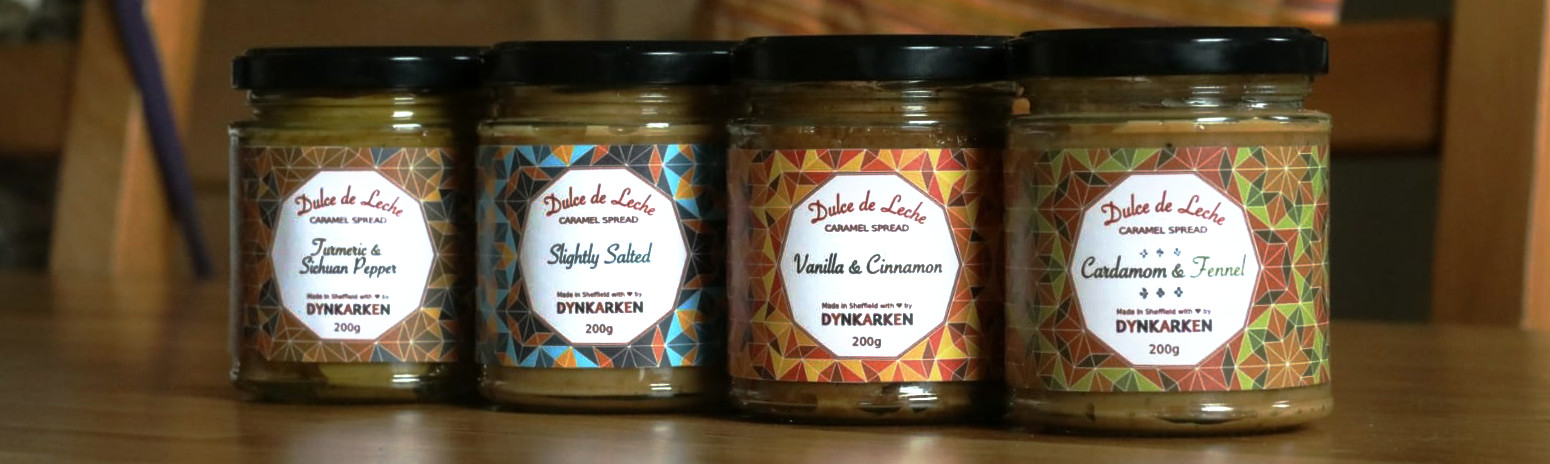 Dulce de Leche
CARAMEL SPREAD
Turmeric &
Sichuan Pepper
Made in Sheffield with ♥ by
DYNKARKEN
200g
Dulce de Leche
CARAMEL SPREAD
Slightly Salted
Made in Sheffield with ♥ by
DYNKARKEN
200g
Dulce de Leche
CARAMEL SPREAD
Vanilla & Cinnamon
Made in Sheffield with ♥ by
DYNKARKEN
200g
Dulce de Leche
CARAMEL SPREAD
Cardamom & Fennel
Made in Sheffield with ♥ by
DYNKARKEN
200g